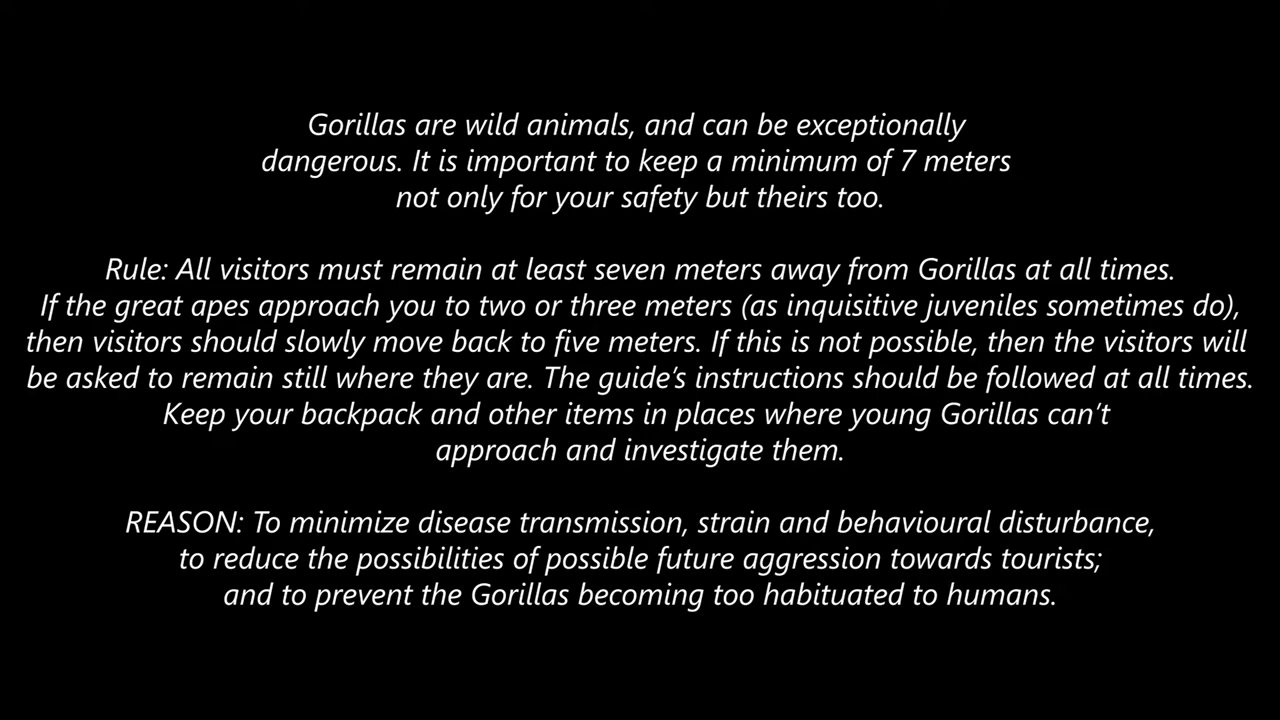 Gorillas are wild animals, and can be exceptionally
dangerous. It is important to keep a minimum of 7 meters
not only for your safety but theirs too.
Rule: All visitors must remain at least seven meters away from Gorillas at all times.
If the great apes approach you to two or three meters (as inquisitive juveniles sometimes do),
then visitors should slowly move back to five meters. If this is not possible, then the visitors will
be asked to remain still where they are. The guide’s instructions should be followed at all times.
Keep your backpack and other items in places where young Gorillas can’t
approach and investigate them.
REASON: To minimize disease transmission, strain and behavioural disturbance,
to reduce the possibilities of possible future aggression towards tourists;
and to prevent the Gorillas becoming too habituated to humans.